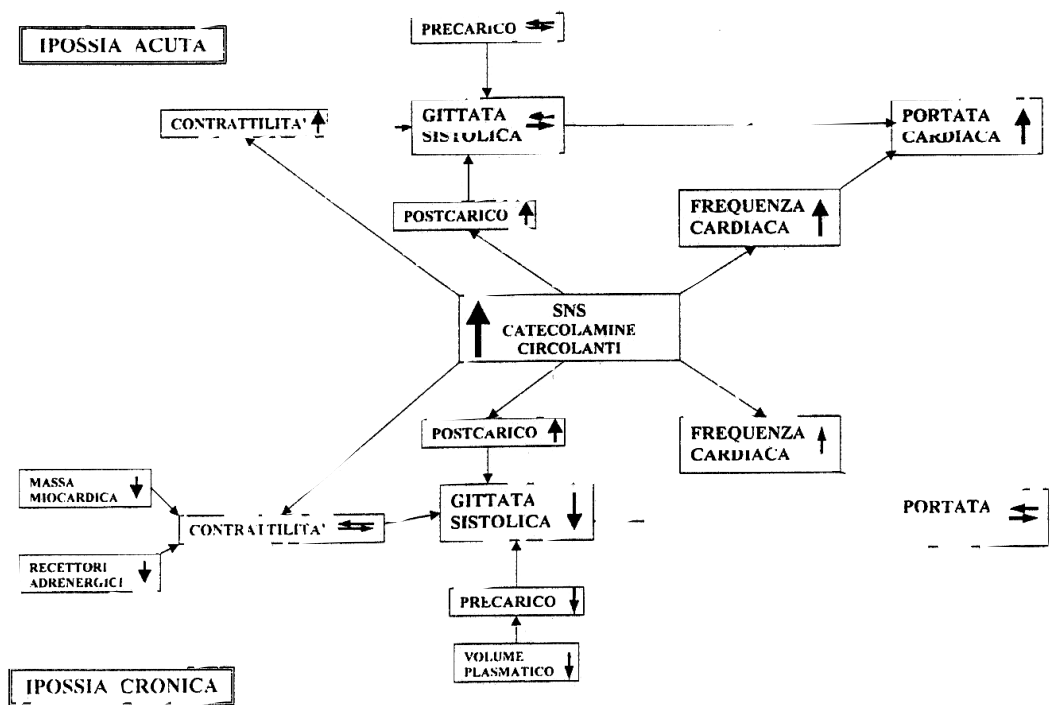 PRECARICO
IPOSSIA ACUTA
CONTRATTILITA'
GITTATA
SISTOLICA
PORTATA
CARDIACA
POSTCARICO
FREQUENZA
CARDIACA
SNS
CATECOLAMINE
CIRCOLANTI
POSTCARICO
FREQUENZA
CARDIACA
MASSA
MIOCARDICA
GITTATA
SISTOLICA
CONTRATTILITA'
PORTATA
RECETTORI
ADRENERGICI
PRECARICO
VOLUME
PLASMATICO
IPOSSIA CRONICA